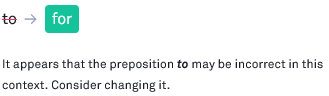 to → for
It appears that the preposition to may be incorrect in this
context. Consider changing it.